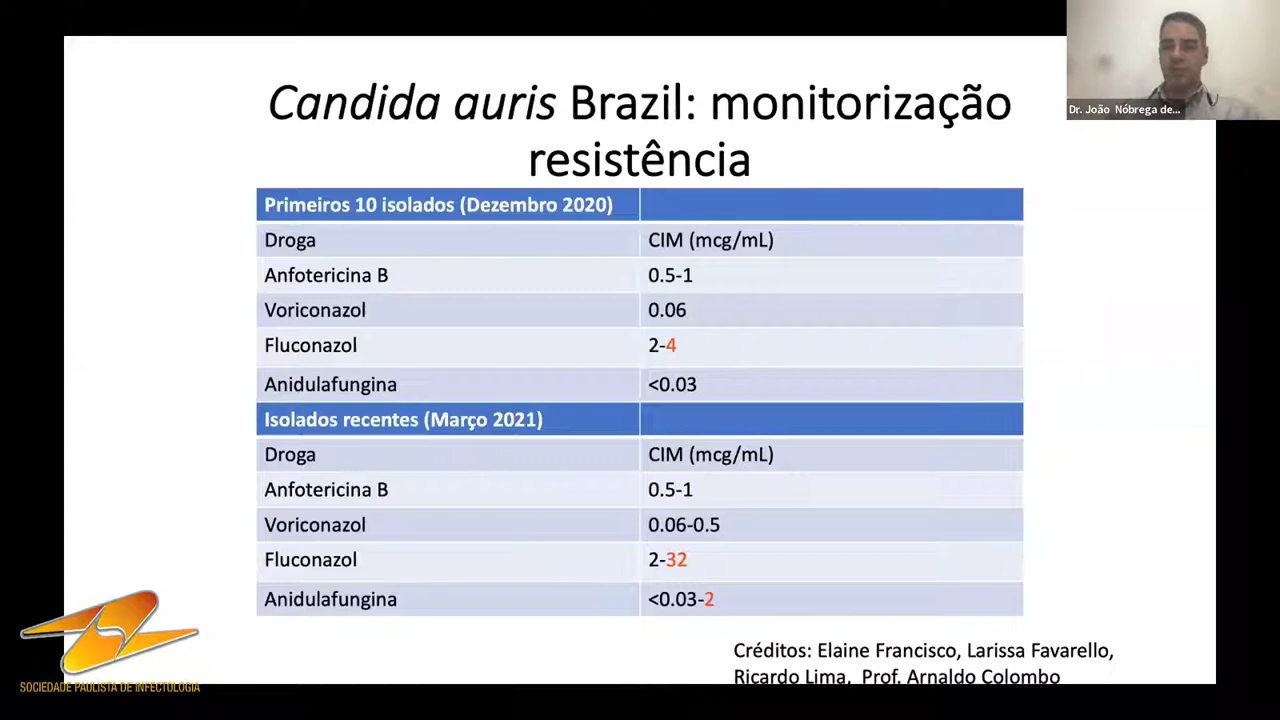 Candida auris Brazil: monitorização
resistência
Dr. João Nóbrega de...
Primeiros 10 isolados (Dezembro 2020)
Droga CIM (mcg/mL)
Anfotericina B 0.5-1
Voriconazol 0.06
Fluconazol 2-4
Anidulafungina <0.03
Isolados recentes (Março 2021)
Droga CIM (mcg/mL)
Anfotericina B 0.5-1
Voriconazol 0.06-0.5
Fluconazol 2-32
Anidulafungina <0.03-2
Créditos: Elaine Francisco, Larissa Favarello,
Ricardo Lima, Prof. Arnaldo Colombo
SOCIEDADE PAULISTA DE INFECTOLOGIA